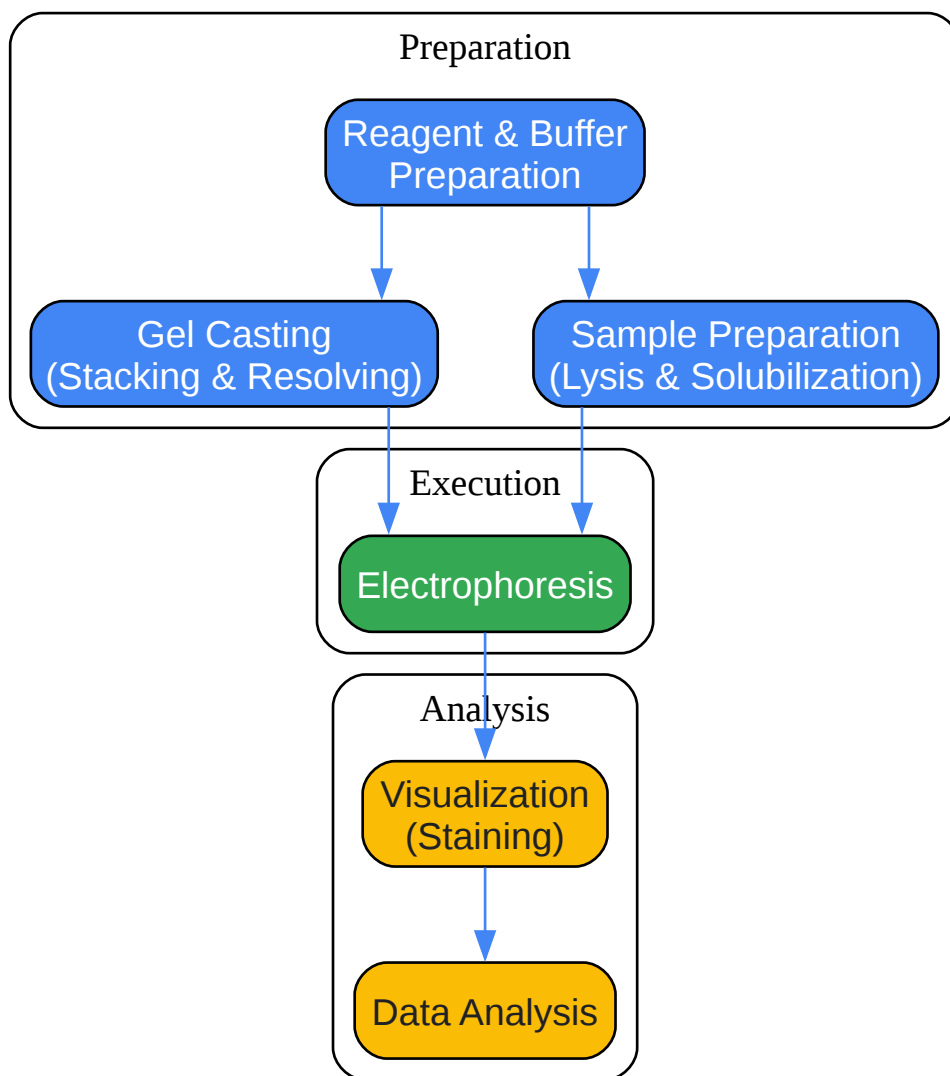 Preparation
Reagent & Buffer
Preparation
Gel Casting
(Stacking & Resolving)
Sample Preparation
(Lysis & Solubilization)
Execution
Electrophoresis
Analysis
Visualization
(Staining)
Data Analysis